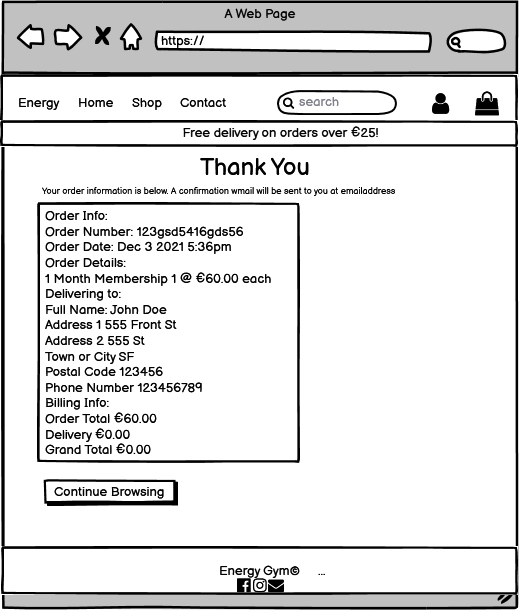 A Web Page
https://
Energy Home Shop Contact search
Free delivery on orders over €25!
Thank You
Your order information is below. A confirmation wmail will be sent to you at emailaddress
Order Info:
Order Number: 123gsd5416gds56
Order Date: Dec 3 2021 5:36pm
Order Details:
1 Month Membership 1 @ €60.00 each
Delivering to:
Full Name: John Doe
Address 1 555 Front St
Address 2 555 St
Town or City SF
Postal Code 123456
Phone Number 123456789
Billing Info:
Order Total €60.00
Delivery €0.00
Grand Total €0.00
Continue Browsing
Energy Gym© ...